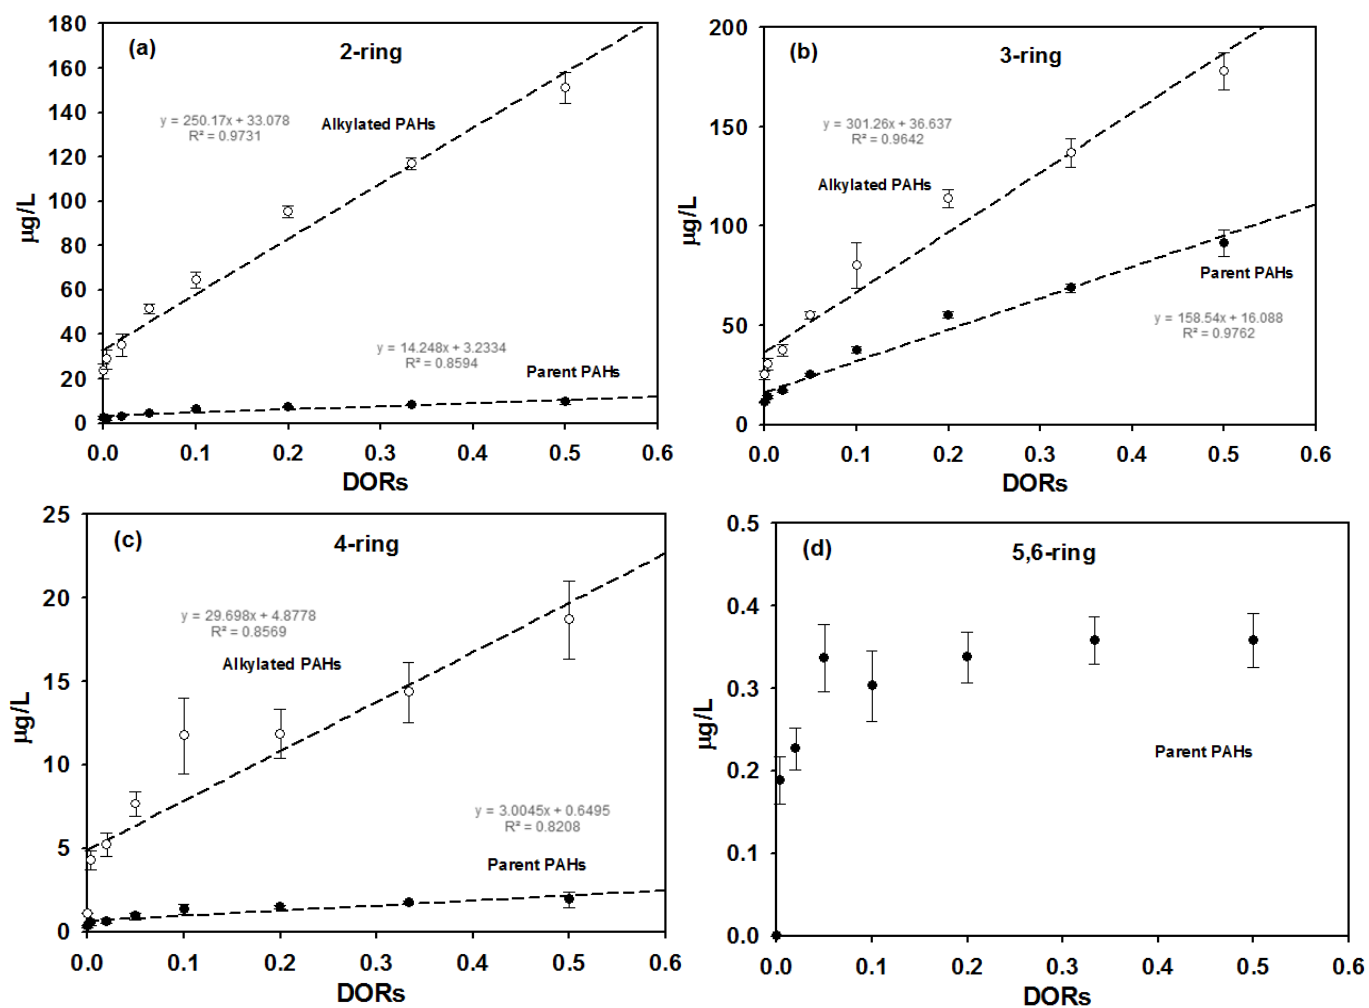 (a)
2-ring
180
160
140
120
100
80
60
40
20
0
µg/L
y = 250.17x + 33.078
R² = 0.9731
Alkylated PAHs
y = 14.248x + 3.2334
R² = 0.8594
Parent PAHs
0.0 0.1 0.2 0.3 0.4 0.5 0.6
DORs
(b)
3-ring
200
150
100
50
0
µg/L
y = 301.26x + 36.637
R² = 0.9642
Alkylated PAHs
Parent PAHs
y = 158.54x + 16.088
R² = 0.9762
0.0 0.1 0.2 0.3 0.4 0.5 0.6
DORs
(c)
4-ring
25
20
15
10
5
0
µg/L
y = 29.698x + 4.8778
R² = 0.8569
Alkylated PAHs
y = 3.0045x + 0.6495
R² = 0.8208
Parent PAHs
0.0 0.1 0.2 0.3 0.4 0.5 0.6
DORs
(d)
5,6-ring
0.5
0.4
0.3
0.2
0.1
0.0
µg/L
Parent PAHs
0.0 0.1 0.2 0.3 0.4 0.5 0.6
DORs